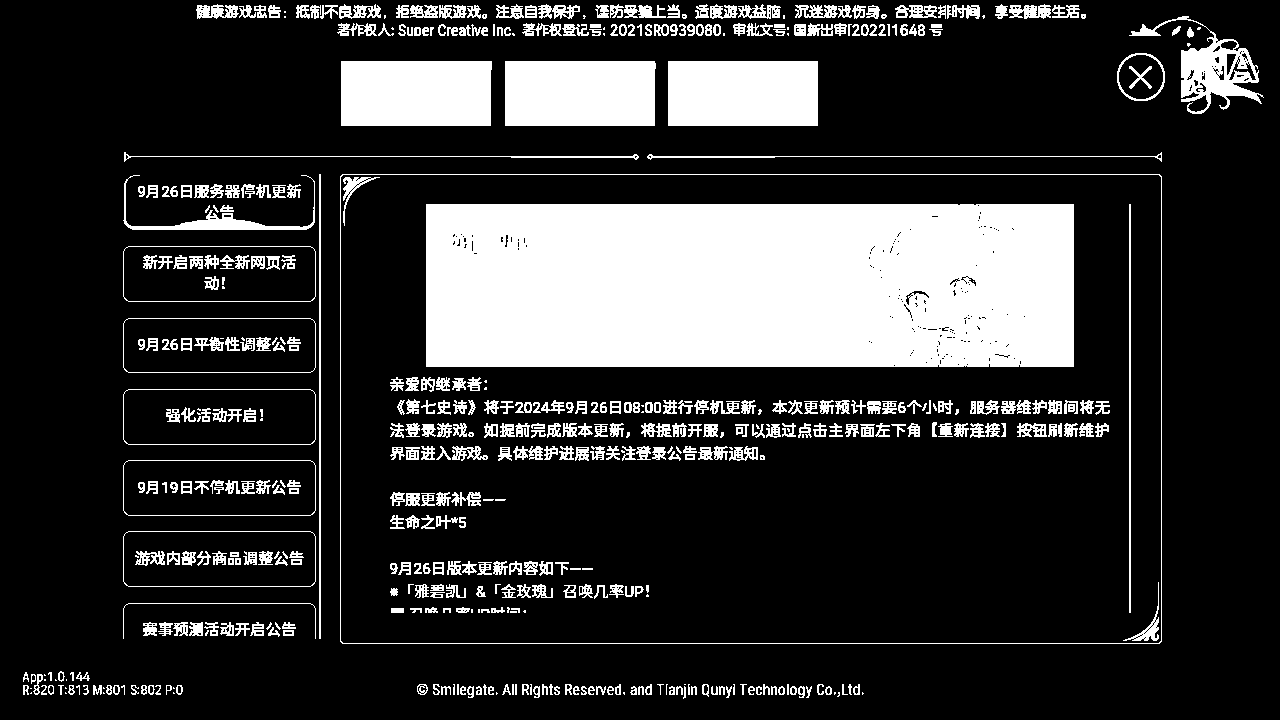 健康游戏忠告：抵制不良游戏，拒绝盗版游戏。注意自我保护，谨防受骗上当。适度游戏益脑，沉迷游戏伤身。合理安排时间，享受健康生活。
著作权人：Super Creative Inc. 著作权登记号：2021SR0939080. 审批文号：国新出审[2022]1648 号
9月26日服务器停机更新
公告
新开启两种全新网页活
动！
9月26日平衡性调整公告
强化活动开启！
9月19日不停机更新公告
游戏内部分商品调整公告
赛事预测活动开启公告
亲爱的继承者：
《第七史诗》将于2024年9月26日08:00进行停机更新，本次更新预计需要6个小时，服务器维护期间将无
法登录游戏。如提前完成版本更新，将提前开服，可以通过点击主界面左下角【重新连接】按钮刷新维护
界面进入游戏。具体维护进展请关注登录公告最新通知。
停服更新补偿——
生命之叶*5
9月26日版本更新内容如下——
※「雅碧凯」&「金玫瑰」召唤几率UP！
■ 召唤几率UP时间：
App:1.0.144
R:820 T:813 M:801 S:802 P:0
© Smilegate. All Rights Reserved. and Tianjin Qunyi Technology Co.,Ltd.